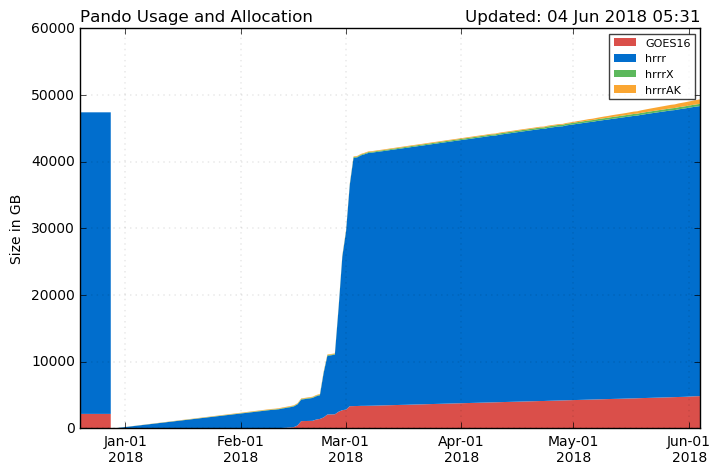 Pando Usage and Allocation Updated: 04 Jun 2018 05:31
60000
50000
40000
30000
20000
10000
0
Size in GB
GOES16
hrrr
hrrrX
hrrrAK
Jan-01 Feb-01 Mar-01 Apr-01 May-01 Jun-01
2018 2018 2018 2018 2018 2018